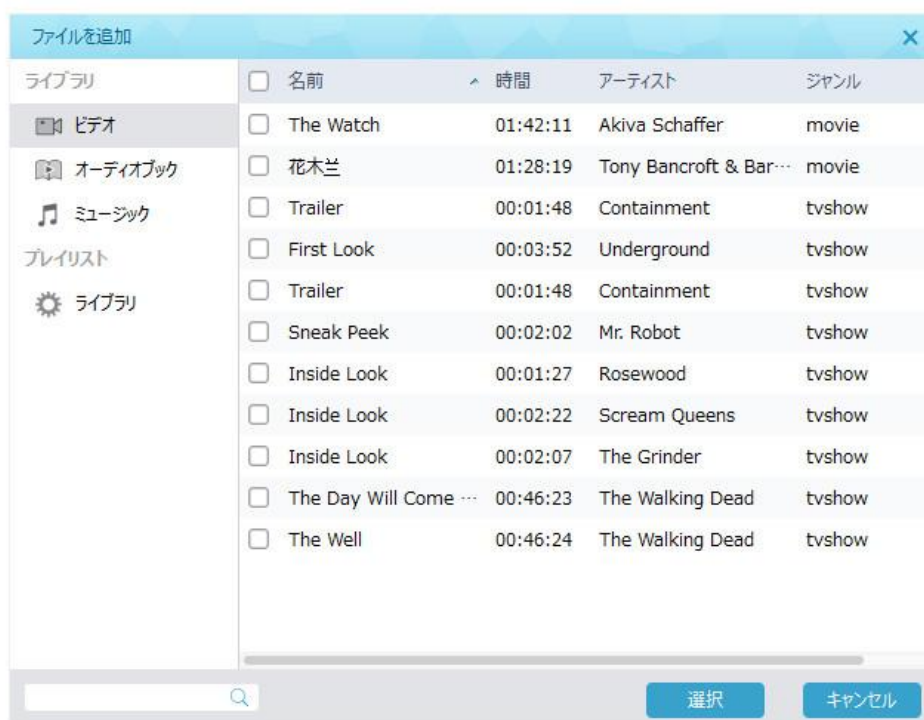 ファイルを追加
ライブラリ
ビデオ
オーディオブック
ミュージック
プレイリスト
ライブラリ
名前 時間 アーティスト ジャンル
The Watch 01:42:11 Akiva Schaffer movie
花木兰 01:28:19 Tony Bancroft & Bar… movie
Trailer 00:01:48 Containment tvshow
First Look 00:03:52 Underground tvshow
Trailer 00:01:48 Containment tvshow
Sneak Peek 00:02:02 Mr. Robot tvshow
Inside Look 00:01:27 Rosewood tvshow
Inside Look 00:02:22 Scream Queens tvshow
Inside Look 00:02:07 The Grinder tvshow
The Day Will Come … 00:46:23 The Walking Dead tvshow
The Well 00:46:24 The Walking Dead tvshow
選択 キャンセル